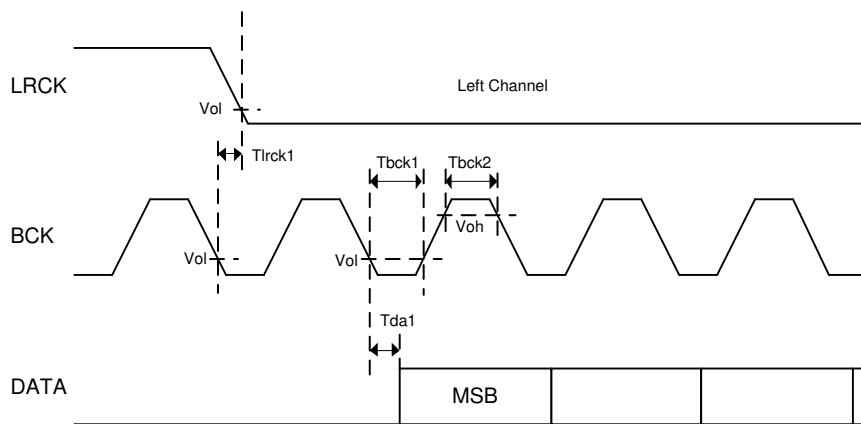 LRCK
Left Channel
Vol
Tlrck1
Tbck1
Tbck2
BCK
Voh
Vol
Vol
Tda1
DATA
MSB